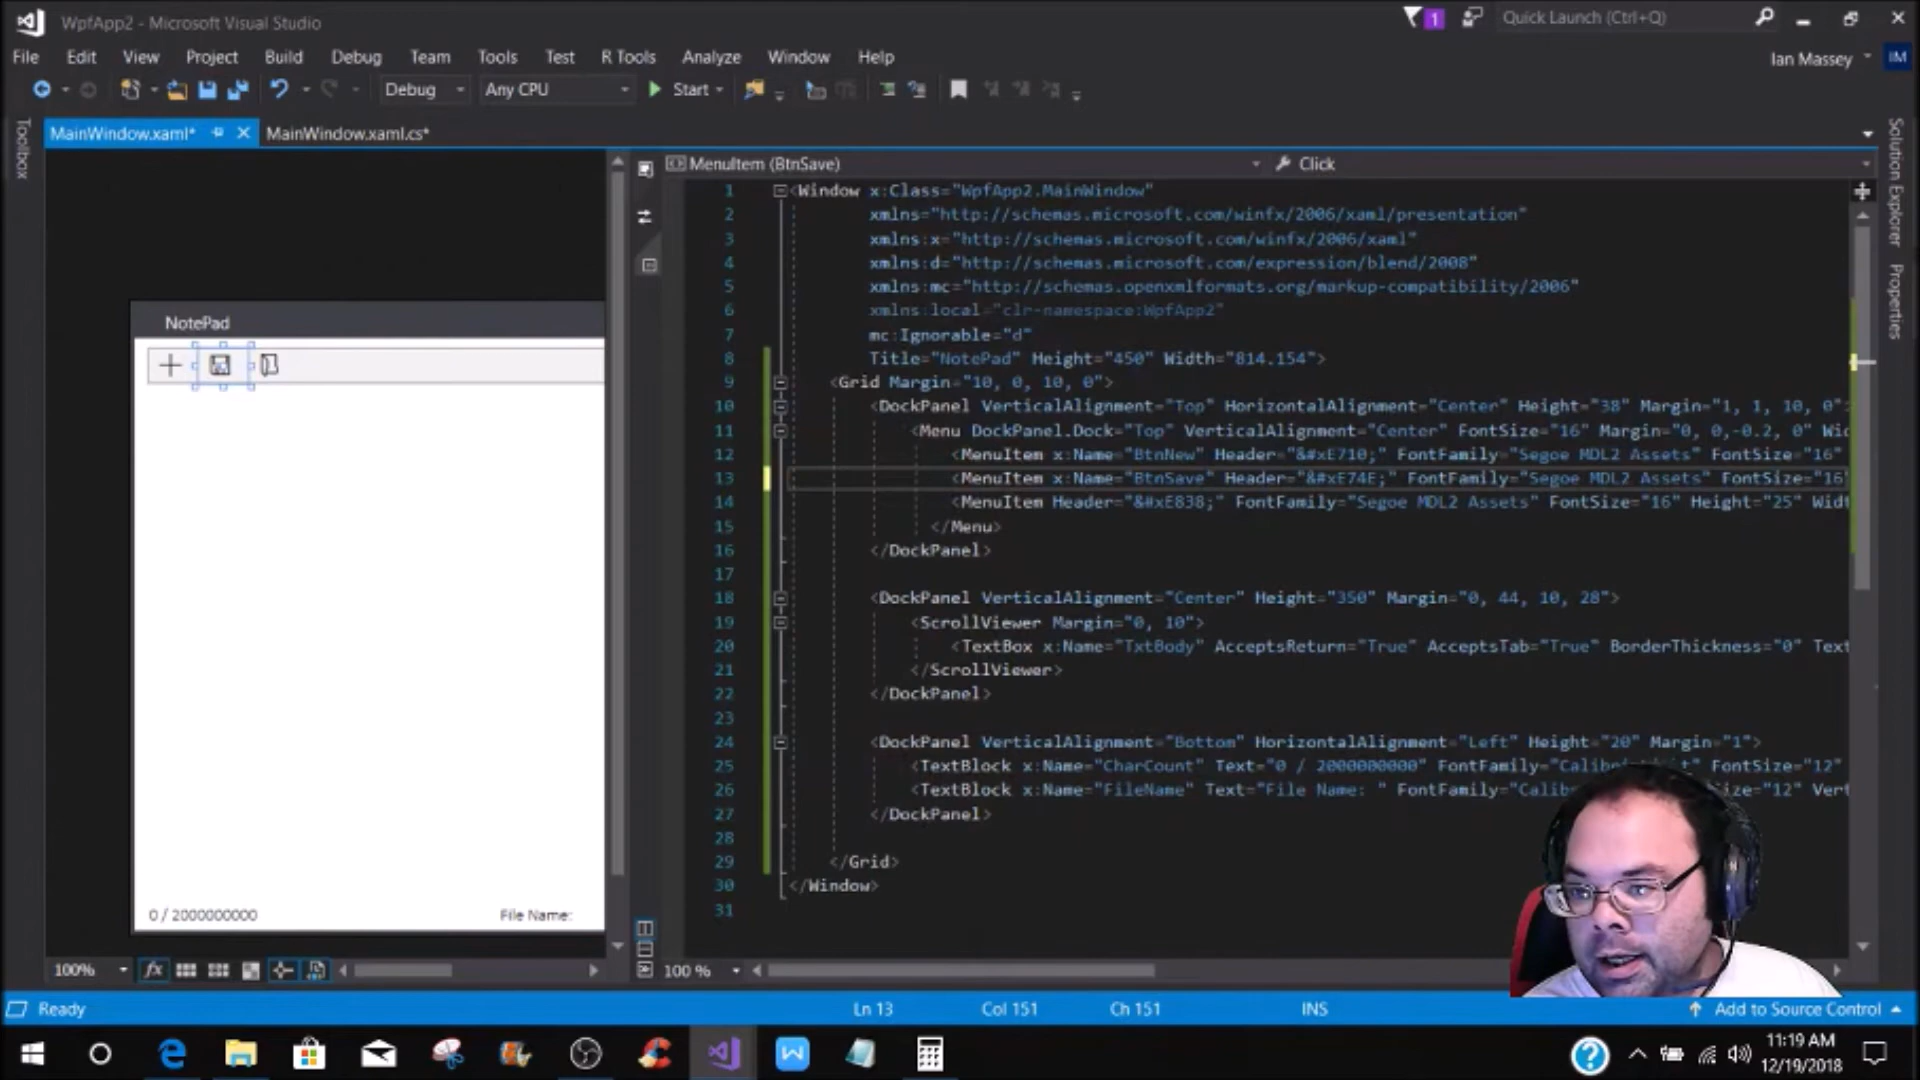 WpfApp2 - Microsoft Visual Studio
1
Quick Launch (Ctrl+Q)
File Edit View Project Build Debug Team Tools Test R Tools Analyze Window Help
Ian Massey
IM
Debug
Any CPU
Start
Toolbox
MainWindow.xaml*
MainWindow.xaml.cs*
Solution Explorer
Properties
MenuItem (BtnSave)
Click
NotePad
0 / 2000000000
File Name:
1 <Window x:Class="WpfApp2.MainWindow"
2 xmlns="http://schemas.microsoft.com/winfx/2006/xaml/presentation"
3 xmlns:x="http://schemas.microsoft.com/winfx/2006/xaml"
4 xmlns:d="http://schemas.microsoft.com/expression/blend/2008"
5 xmlns:mc="http://schemas.openxmlformats.org/markup-compatibility/2006"
6 xmlns:local="clr-namespace:WpfApp2"
7 mc:Ignorable="d"
8 Title="NotePad" Height="450" Width="814.154">
9 <Grid Margin="10, 0, 10, 0">
10 <DockPanel VerticalAlignment="Top" HorizontalAlignment="Center" Height="38" Margin="1, 1, 10, 0"
11 <Menu DockPanel.Dock="Top" VerticalAlignment="Center" FontSize="16" Margin="0, 0,-0.2, 0" Wid
12 <MenuItem x:Name="BtnNew" Header="&#xE710;" FontFamily="Segoe MDL2 Assets" FontSize="16"
13 <MenuItem x:Name="BtnSave" Header="&#xE74E;" FontFamily="Segoe MDL2 Assets" FontSize="16"
14 <MenuItem Header="&#xE838;" FontFamily="Segoe MDL2 Assets" FontSize="16" Height="25" Widt
15 </Menu>
16 </DockPanel>
17
18 <DockPanel VerticalAlignment="Center" Height="350" Margin="0, 44, 10, 28">
19 <ScrollViewer Margin="0, 10">
20 <TextBox x:Name="TxtBody" AcceptsReturn="True" AcceptsTab="True" BorderThickness="0" Text
21 </ScrollViewer>
22 </DockPanel>
23
24 <DockPanel VerticalAlignment="Bottom" HorizontalAlignment="Left" Height="20" Margin="1">
25 <TextBlock x:Name="CharCount" Text="0 / 2000000000" FontFamily="Calibri FontSize="12"
26 <TextBlock x:Name="FileName" Text="File Name: " FontFamily="Calib ize="12" Vert
27 </DockPanel>
28
29 </Grid>
30 </Window>
31
100%
fx
100 %
Ready
Ln 13
Col 151
Ch 151
INS
Add to Source Control
11:19 AM
12/19/2018